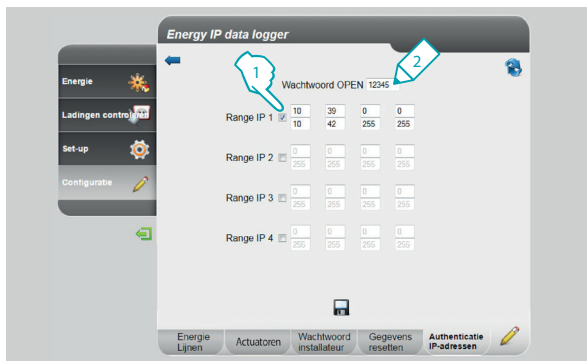 Energy IP data logger
1
2
Wachtwoord OPEN 12345
Energie
Ladingen controleren
Set-up
Configuratie
Range IP 1 10 39 0 0
10 42 255 255
Range IP 2 0 0 0 0
255 255 255 255
Range IP 3 0 0 0 0
255 255 255 255
Range IP 4 0 0 0 0
255 255 255 255
Energie Lijnen
Actuatoren
Wachtwoord installateur
Gegevens resetten
Authenticatie IP-adressen